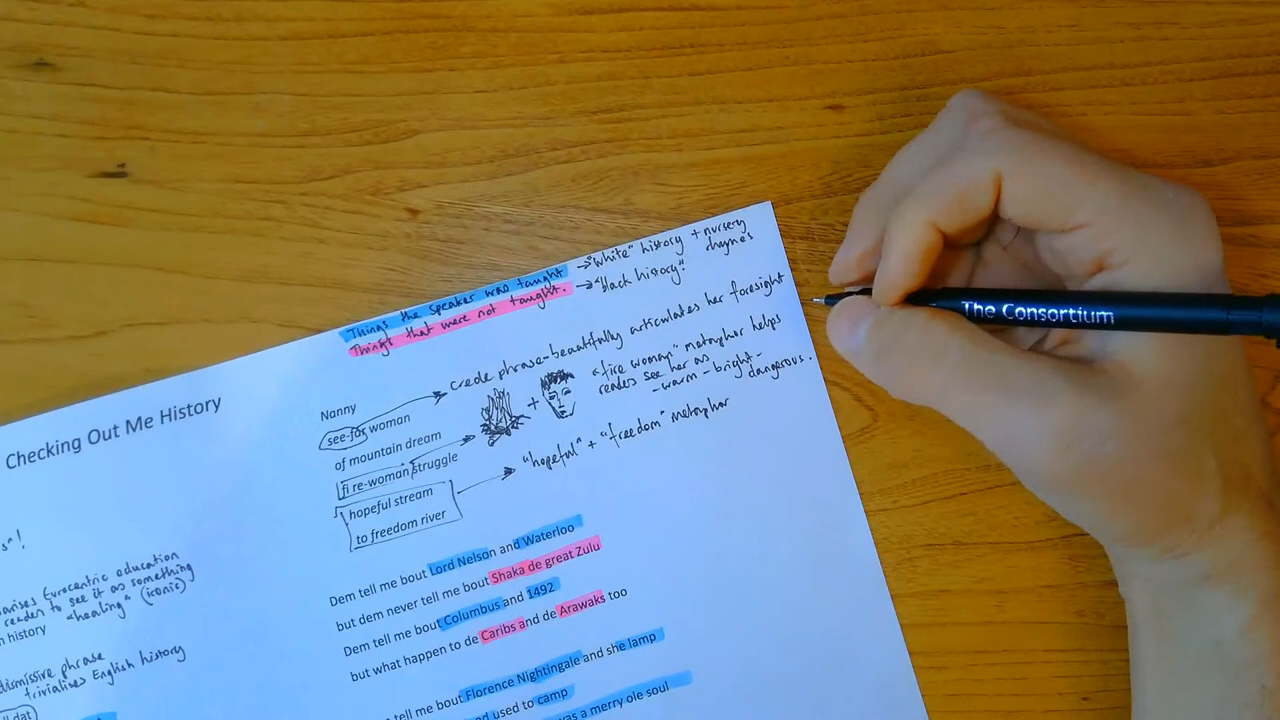 Things the speaker was taught → "white" history + nursery rhymes
Things that were not taught. → "black history".
Checking Out Me History
creole phrase - beautifully articulates her foresight
Nanny
see-far woman
of mountain dream
fire-woman struggle
hopeful stream
to freedom river
+
"fire woman" metaphor helps
readers see her as
- warm - bright -
dangerous.
"hopeful" + "freedom" metaphor
Dem tell me bout Lord Nelson and Waterloo
but dem never tell me bout Shaka de great Zulu
Dem tell me bout Columbus and 1492
but what happen to de Caribs and de Arawaks too
tell me bout Florence Nightingale and she lamp
used to camp
was a merry ole soul
s"!
Eurocentric education
readers to see it as something
history "healing" (ironic)
dismissive phrase
trivialises English history
dat
The Consortium